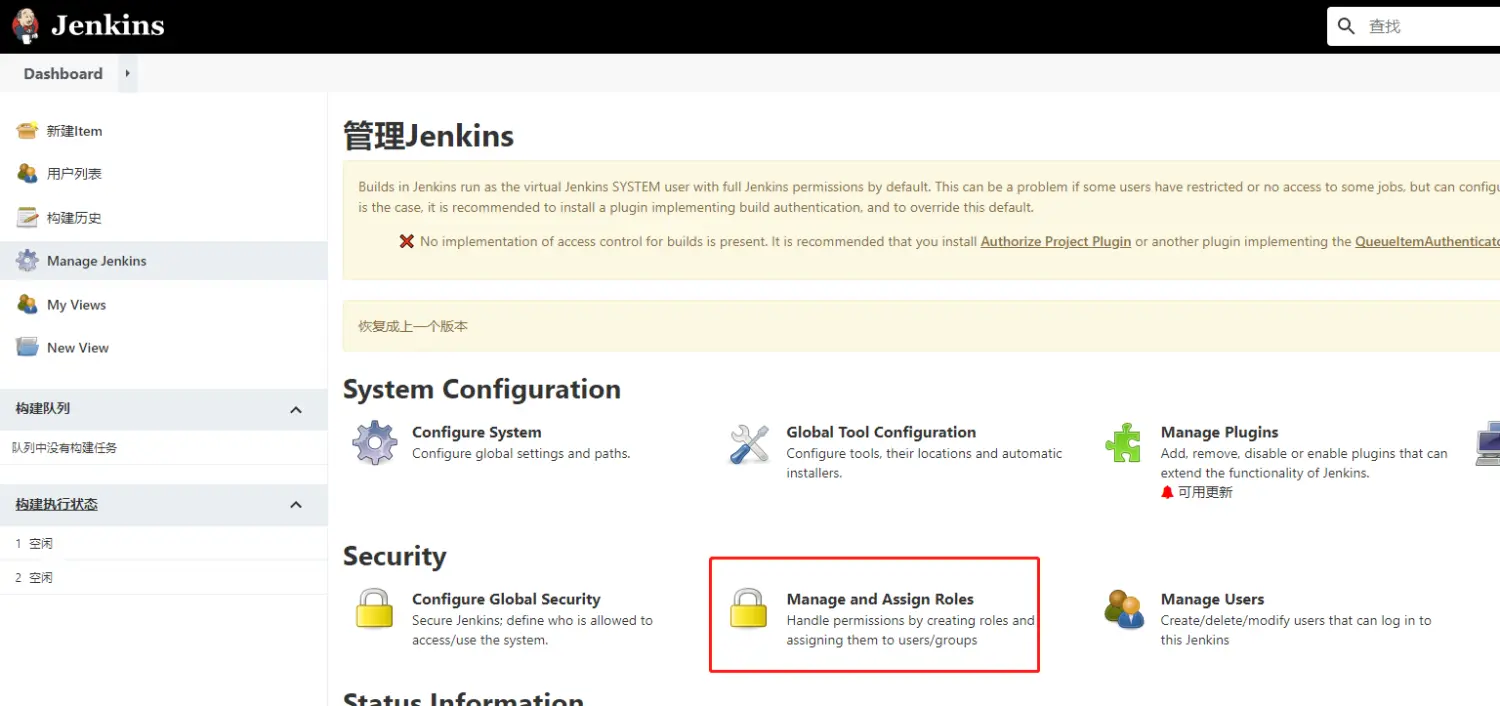 Jenkins
查找
Dashboard
新建Item
用户列表
构建历史
Manage Jenkins
My Views
New View
构建队列
队列中没有构建任务
构建执行状态
1 空闲
2 空闲
管理Jenkins
Builds in Jenkins run as the virtual Jenkins SYSTEM user with full Jenkins permissions by default. This can be a problem if some users have restricted or no access to some jobs, but can configu
is the case, it is recommended to install a plugin implementing build authentication, and to override this default.
No implementation of access control for builds is present. It is recommended that you install Authorize Project Plugin or another plugin implementing the QueueItemAuthenticato
恢复成上一个版本
System Configuration
Configure System
Configure global settings and paths.
Global Tool Configuration
Configure tools, their locations and automatic
installers.
Manage Plugins
Add, remove, disable or enable plugins that can
extend the functionality of Jenkins.
可用更新
Security
Configure Global Security
Secure Jenkins; define who is allowed to
access/use the system.
Manage and Assign Roles
Handle permissions by creating roles and
assigning them to users/groups
Manage Users
Create/delete/modify users that can log in to
this Jenkins
Status Information